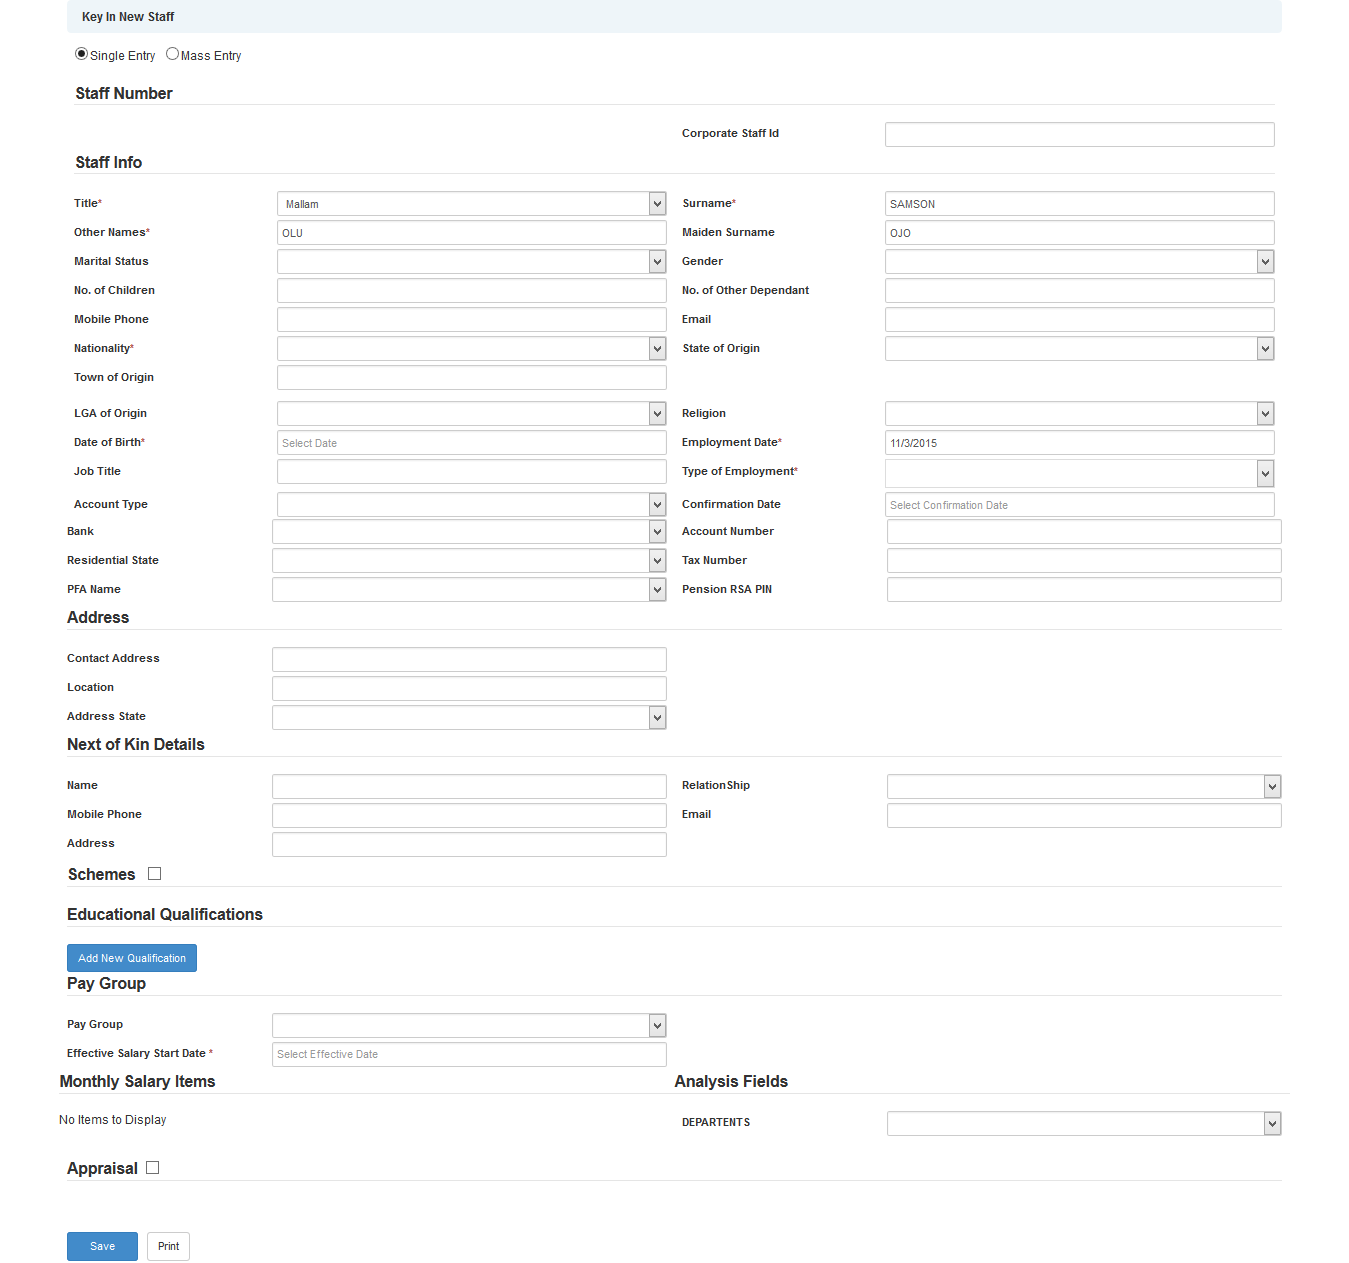 Key In New Staff
Single Entry Mass Entry
Staff Number
Corporate Staff Id
Staff Info
Title* Mallam Surname* SAMSON
Other Names* OLU Maiden Surname OJO
Marital Status Gender
No. of Children No. of Other Dependant
Mobile Phone Email
Nationality* State of Origin
Town of Origin
LGA of Origin Religion
Date of Birth* Select Date Employment Date* 11/3/2015
Job Title Type of Employment*
Account Type Confirmation Date Select Confirmation Date
Bank Account Number
Residential State Tax Number
PFA Name Pension RSA PIN
Address
Contact Address
Location
Address State
Next of Kin Details
Name RelationShip
Mobile Phone Email
Address
Schemes
Educational Qualifications
Add New Qualification
Pay Group
Pay Group
Effective Salary Start Date * Select Effective Date
Monthly Salary Items Analysis Fields
No Items to Display DEPARTENTS
Appraisal
Save Print